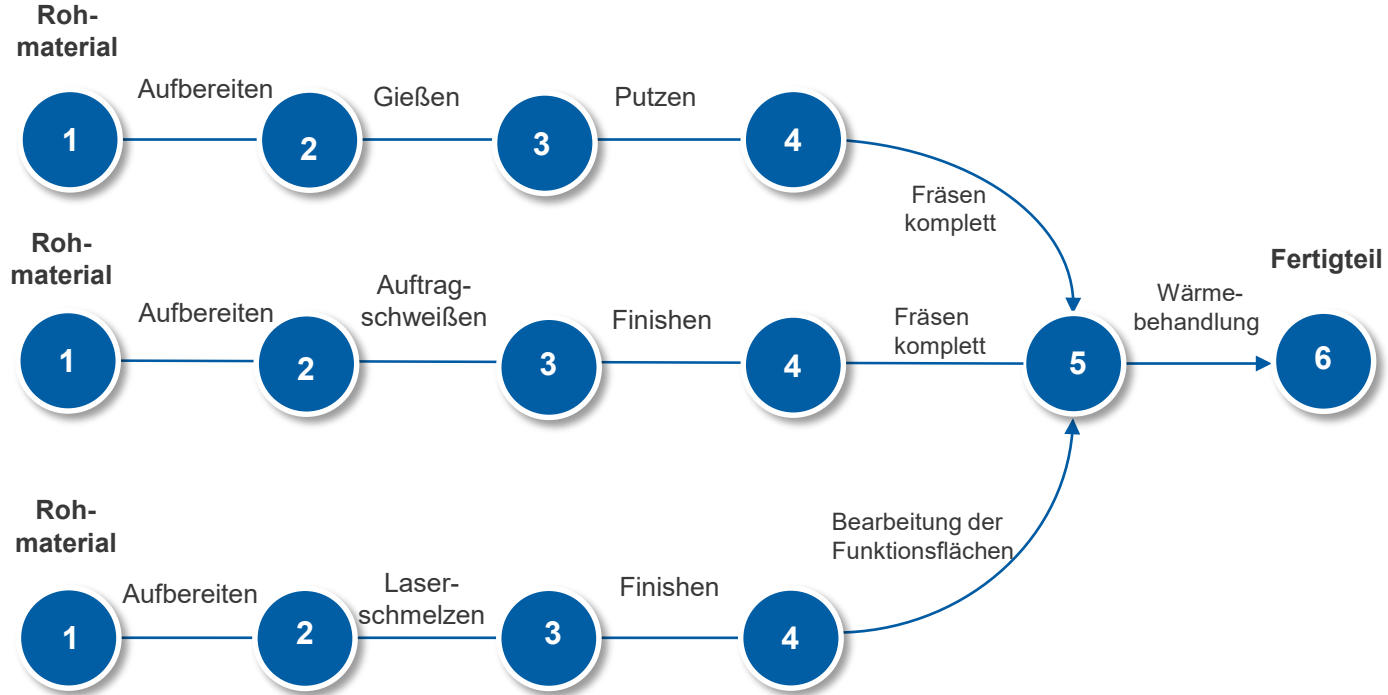 Roh-
material
Aufbereiten
Gießen
Putzen
1
2
3
4
Fräsen
komplett
Roh-
material
Aufbereiten
Auftrag-
schweißen
Finishen
Fräsen
komplett
Wärme-
behandlung
Fertigteil
1
2
3
4
5
6
Roh-
material
Aufbereiten
Laser-
schmelzen
Finishen
Bearbeitung der
Funktionsflächen
1
2
3
4